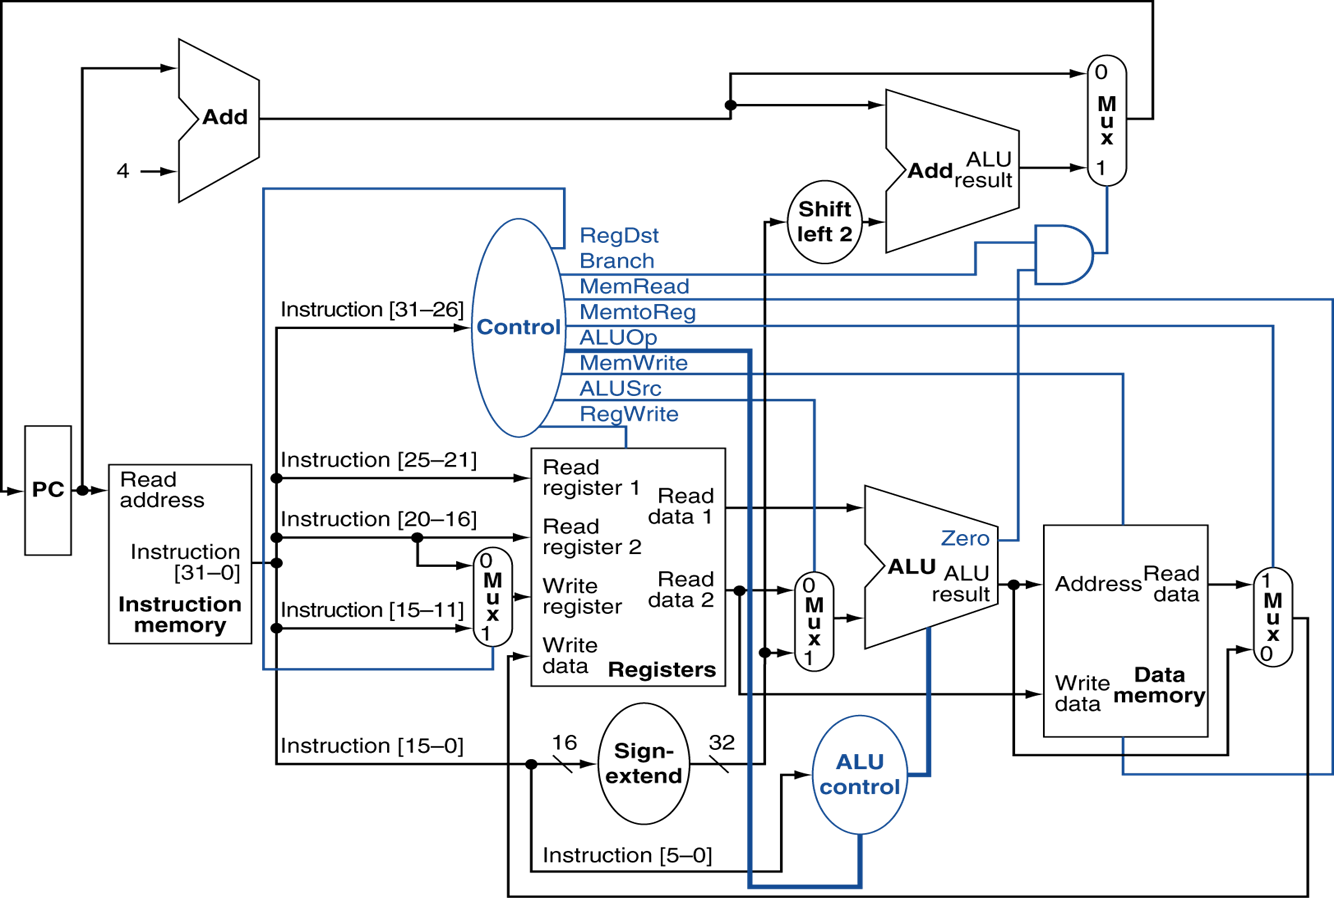 Add
4
0
Mux
1
Add
ALU
result
Shift
left 2
RegDst
Branch
MemRead
MemtoReg
ALUOp
MemWrite
ALUSrc
RegWrite
Control
Instruction [31–26]
Instruction [25–21]
Instruction [20–16]
Instruction [15–11]
Instruction [15–0]
Instruction [5–0]
PC
Read
address
Instruction
[31–0]
Instruction
memory
0
Mux
1
Read
register 1
Read
register 2
Write
register
Write
data
Read
data 1
Read
data 2
Registers
0
Mux
1
Zero
ALU
ALU
result
Address
Read
data
Write
data
Data
memory
1
Mux
0
16
Sign-
extend
32
ALU
control